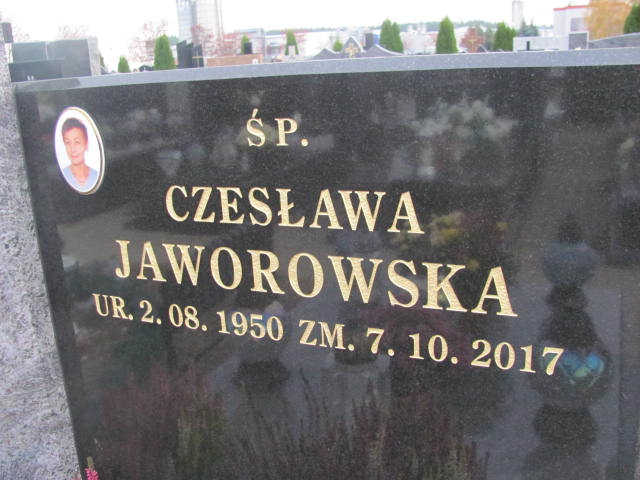 ŚP.
CZESŁAWA
JAWOROWSKA
UR. 2. 08. 1950 ZM. 7. 10. 2017